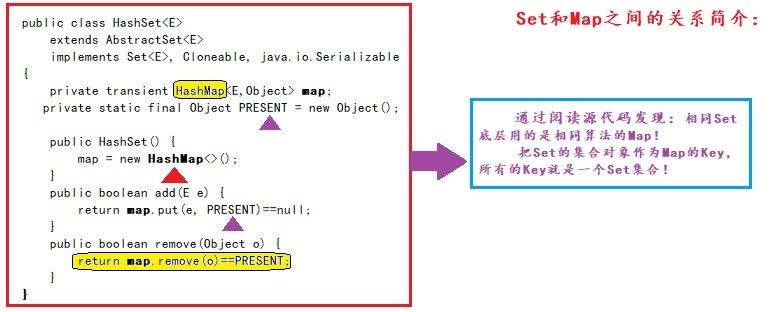 Set和Map之间的关系简介：
public class HashSet<E>
extends AbstractSet<E>
implements Set<E>, Cloneable, java.io.Serializable
{
private transient HashMap<E,Object> map;
private static final Object PRESENT = new Object();
public HashSet() {
map = new HashMap<>();
}
public boolean add(E e) {
return map.put(e, PRESENT)==null;
}
public boolean remove(Object o) {
return map.remove(o)==PRESENT;
}
}
通过阅读源代码发现：相同Set
底层用的是相同算法的Map！
把Set的集合对象作为Map的Key，
所有的Key就是一个Set集合！